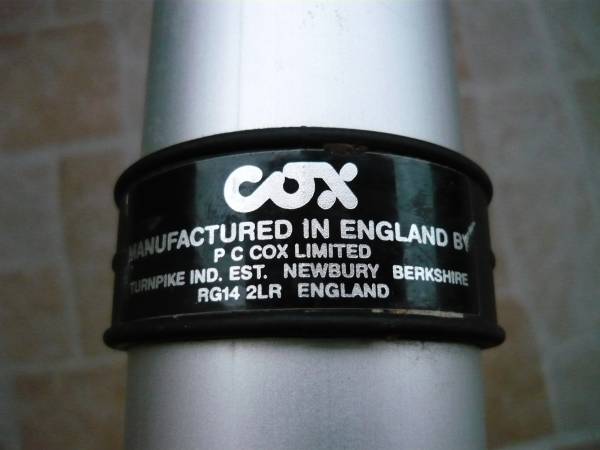 COX
MANUFACTURED IN ENGLAND BY
P C COX LIMITED
TURNPIKE IND. EST. NEWBURY BERKSHIRE
RG14 2LR ENGLAND